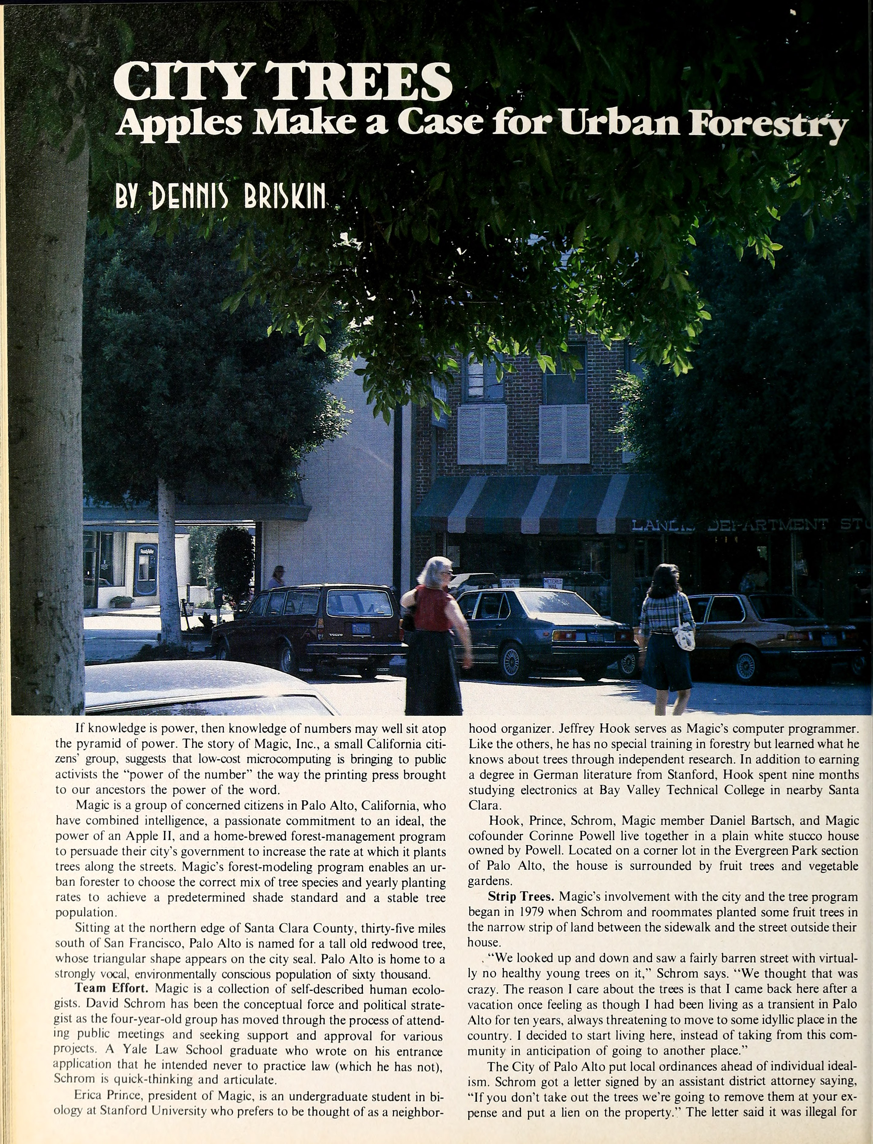 CITY TREES
Apples Make a Case for Urban Forestry
BY DENNIS BRISKIN
LANDIS DEPARTMENT STO
If knowledge is power, then knowledge of numbers may well sit atop
the pyramid of power. The story of Magic, Inc., a small California citi-
zens' group, suggests that low-cost microcomputing is bringing to public
activists the "power of the number" the way the printing press brought
to our ancestors the power of the word.
Magic is a group of concerned citizens in Palo Alto, California, who
have combined intelligence, a passionate commitment to an ideal, the
power of an Apple II, and a home-brewed forest-management program
to persuade their city's government to increase the rate at which it plants
trees along the streets. Magic's forest-modeling program enables an ur-
ban forester to choose the correct mix of tree species and yearly planting
rates to achieve a predetermined shade standard and a stable tree
population.
Sitting at the northern edge of Santa Clara County, thirty-five miles
south of San Francisco, Palo Alto is named for a tall old redwood tree,
whose triangular shape appears on the city seal. Palo Alto is home to a
strongly vocal, environmentally conscious population of sixty thousand.
Team Effort. Magic is a collection of self-described human ecolo-
gists. David Schrom has been the conceptual force and political strate-
gist as the four-year-old group has moved through the process of attend-
ing public meetings and seeking support and approval for various
projects. A Yale Law School graduate who wrote on his entrance
application that he intended never to practice law (which he has not),
Schrom is quick-thinking and articulate.
Erica Prince, president of Magic, is an undergraduate student in bi-
ology at Stanford University who prefers to be thought of as a neighbor-
hood organizer. Jeffrey Hook serves as Magic's computer programmer.
Like the others, he has no special training in forestry but learned what he
knows about trees through independent research. In addition to earning
a degree in German literature from Stanford, Hook spent nine months
studying electronics at Bay Valley Technical College in nearby Santa
Clara.
Hook, Prince, Schrom, Magic member Daniel Bartsch, and Magic
cofounder Corinne Powell live together in a plain white stucco house
owned by Powell. Located on a corner lot in the Evergreen Park section
of Palo Alto, the house is surrounded by fruit trees and vegetable
gardens.
Strip Trees. Magic's involvement with the city and the tree program
began in 1979 when Schrom and roommates planted some fruit trees in
the narrow strip of land between the sidewalk and the street outside their
house.
"We looked up and down and saw a fairly barren street with virtual-
ly no healthy young trees on it," Schrom says. "We thought that was
crazy. The reason I care about the trees is that I came back here after a
vacation once feeling as though I had been living as a transient in Palo
Alto for ten years, always threatening to move to some idyllic place in the
country. I decided to start living here, instead of taking from this com-
munity in anticipation of going to another place."
The City of Palo Alto put local ordinances ahead of individual ideal-
ism. Schrom got a letter signed by an assistant district attorney saying,
"If you don't take out the trees we're going to remove them at your ex-
pense and put a lien on the property." The letter said it was illegal for